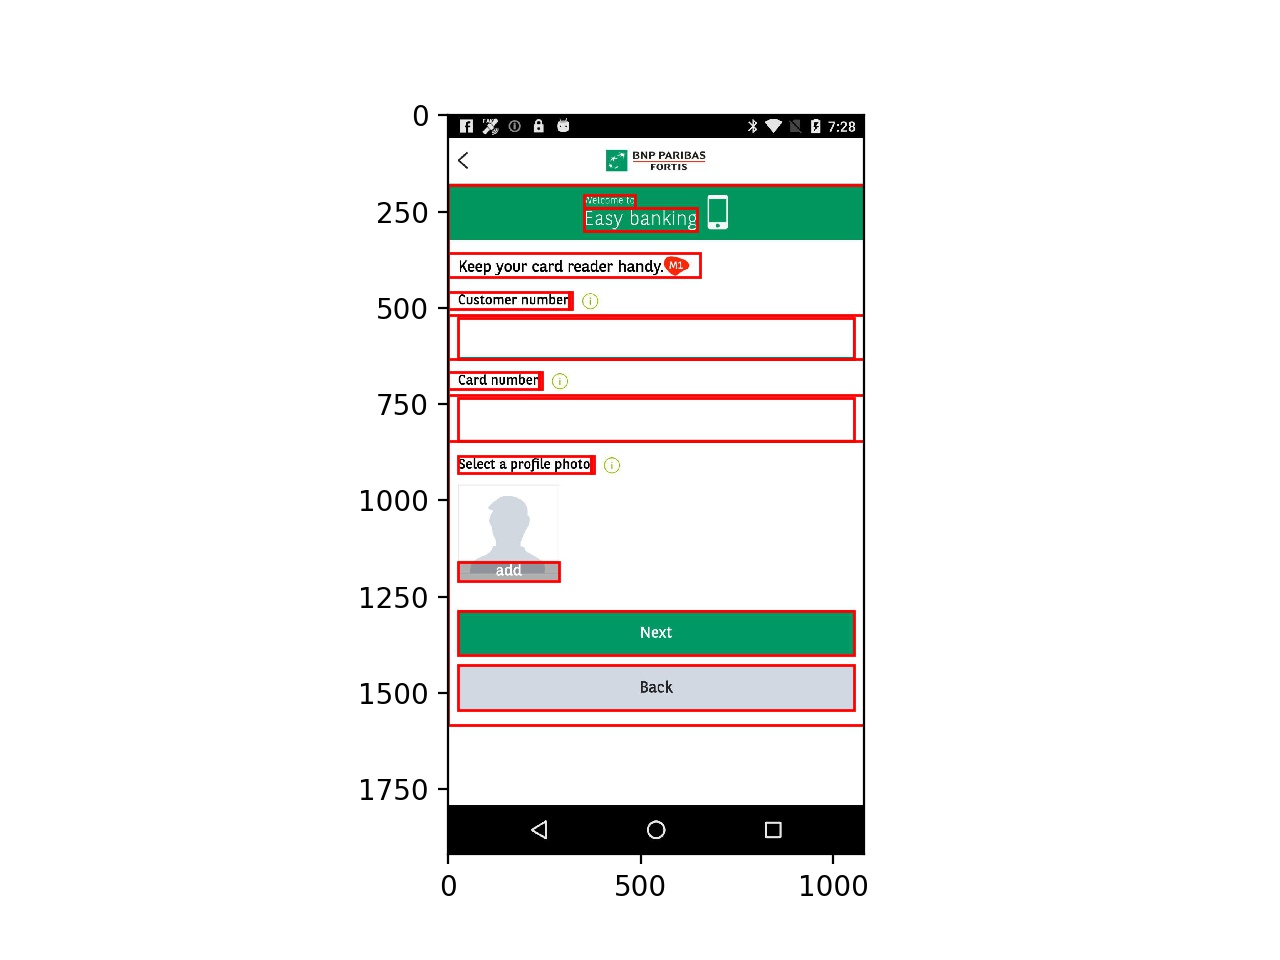 0
250
500
750
1000
1250
1500
1750
7:28
BNP PARIBAS
FORTIS
Welcome to
Easy banking
Keep your card reader handy. M1
Customer number i
Card number i
Select a profile photo i
add
Next
Back
0 500 1000